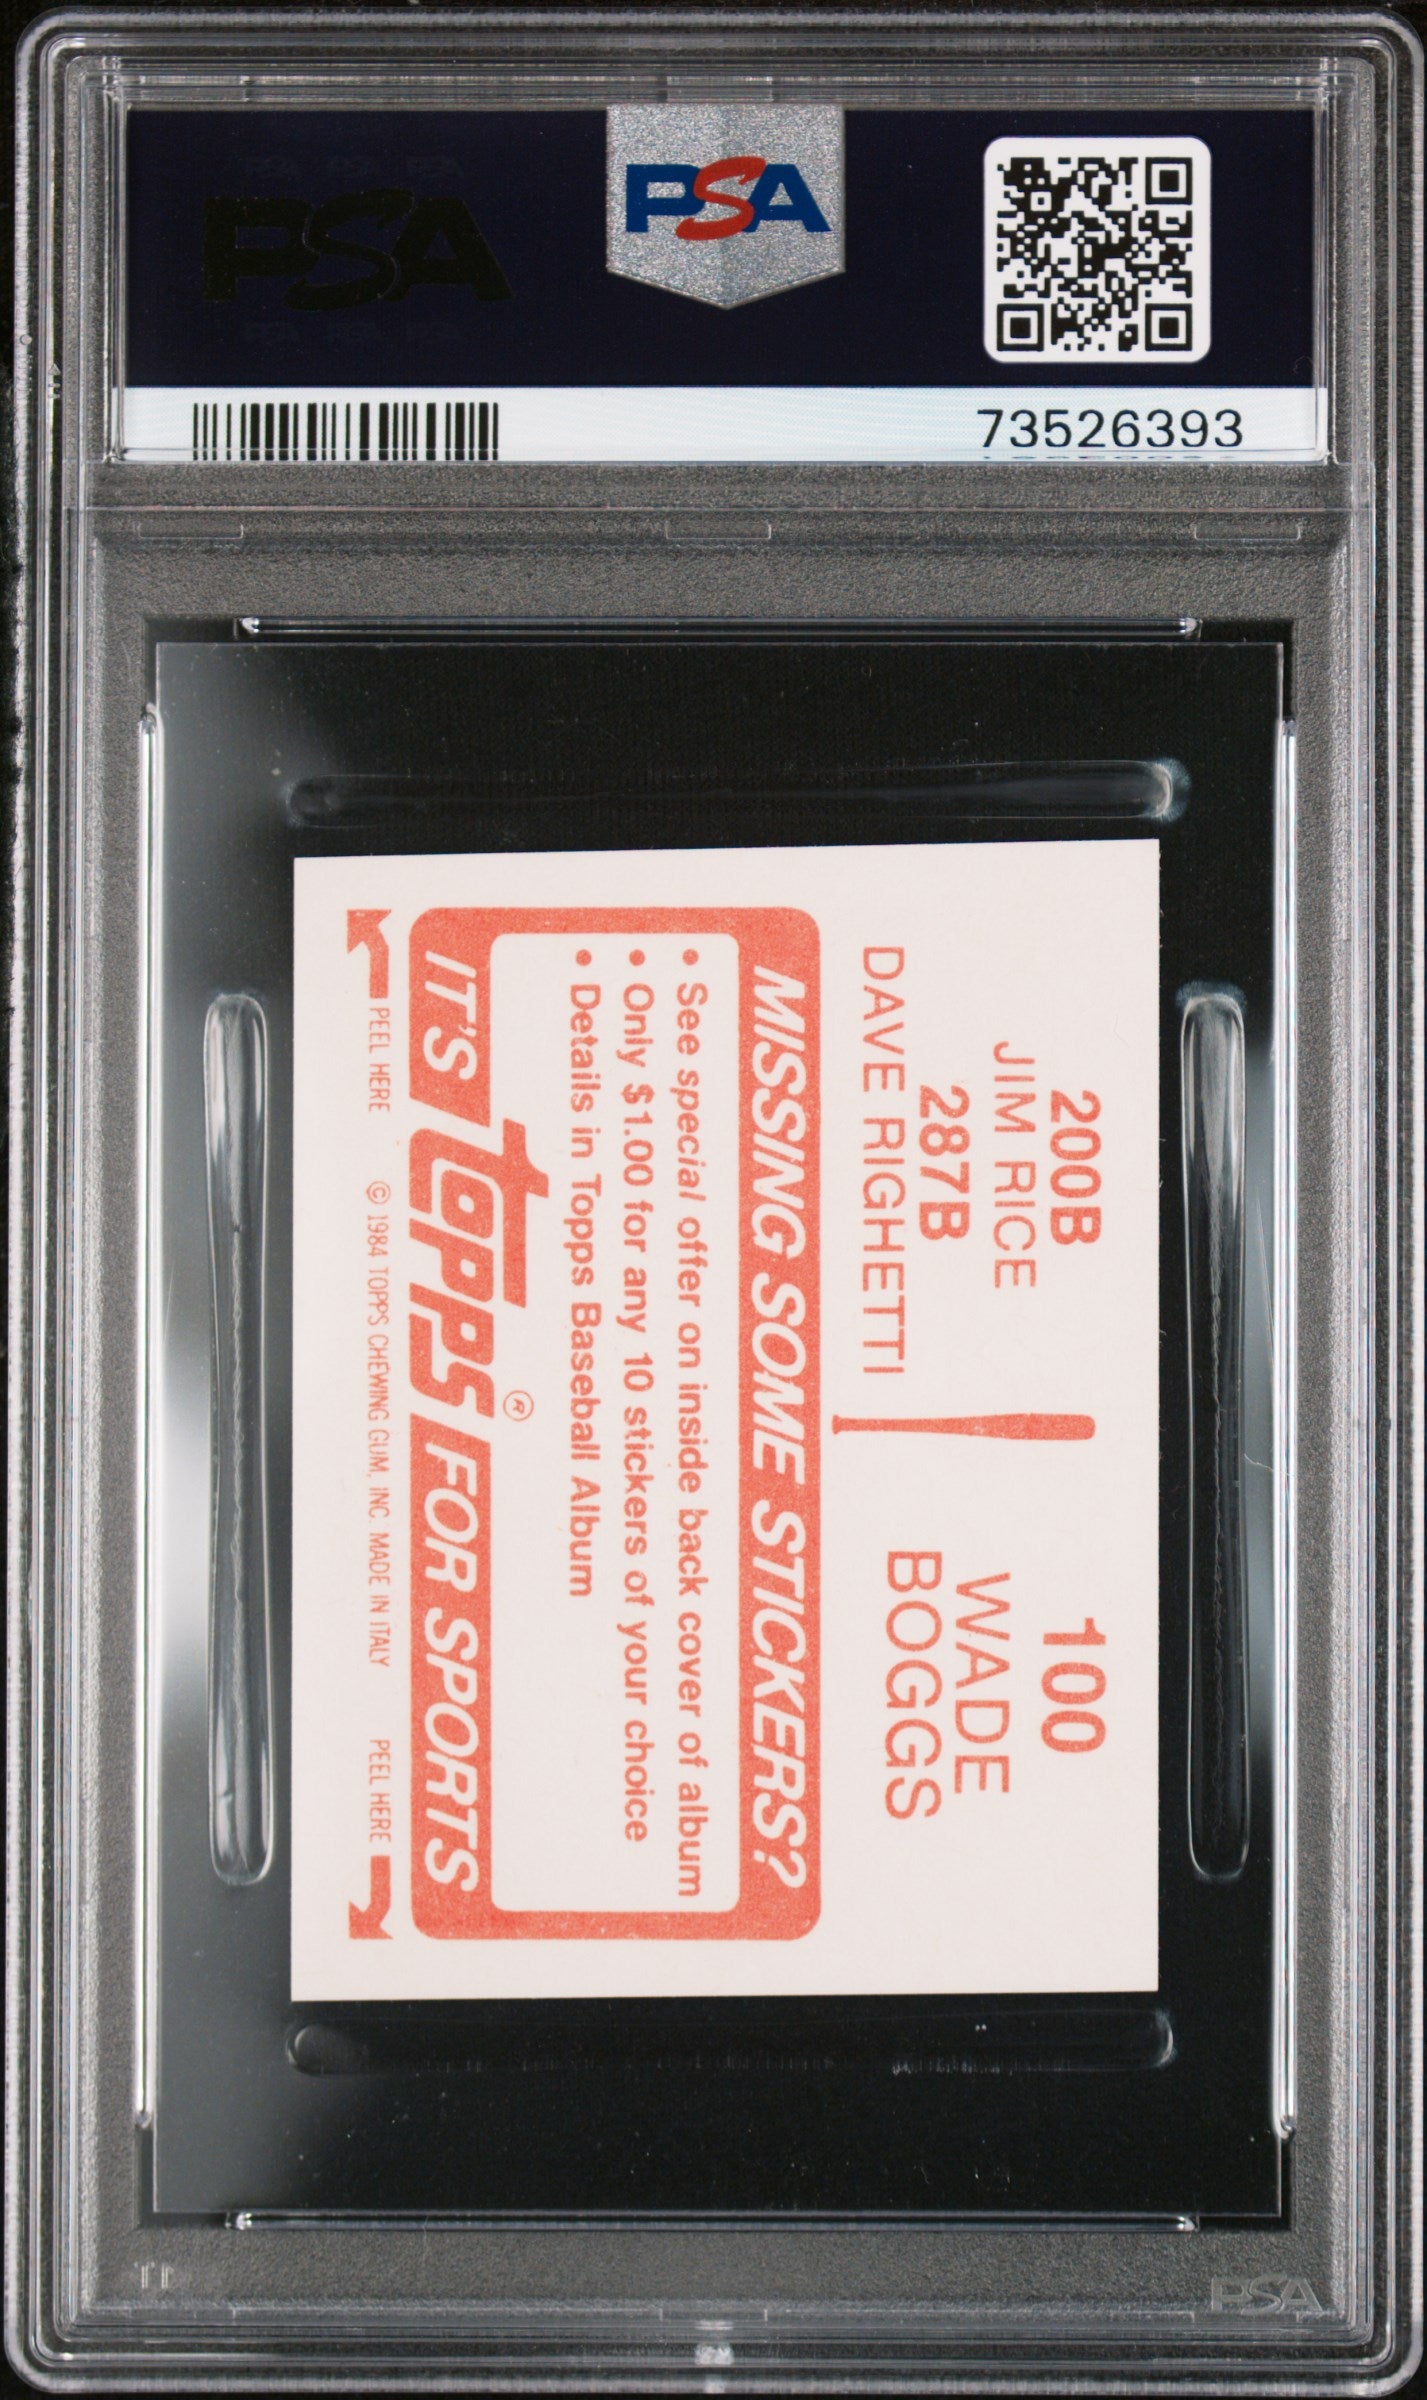 PSA
PSA
73526393
200B
JIM RICE
287B
DAVE RIGHETTI
100
WADE
BOGGS
MISSING SOME STICKERS?
• See special offer on inside back cover of album
• Only $1.00 for any 10 stickers of your choice
• Details in Topps Baseball Album
IT'S TOPPS® FOR SPORTS
PEEL HERE © 1984 TOPPS CHEWING GUM, INC. MADE IN ITALY PEEL HERE
PSA